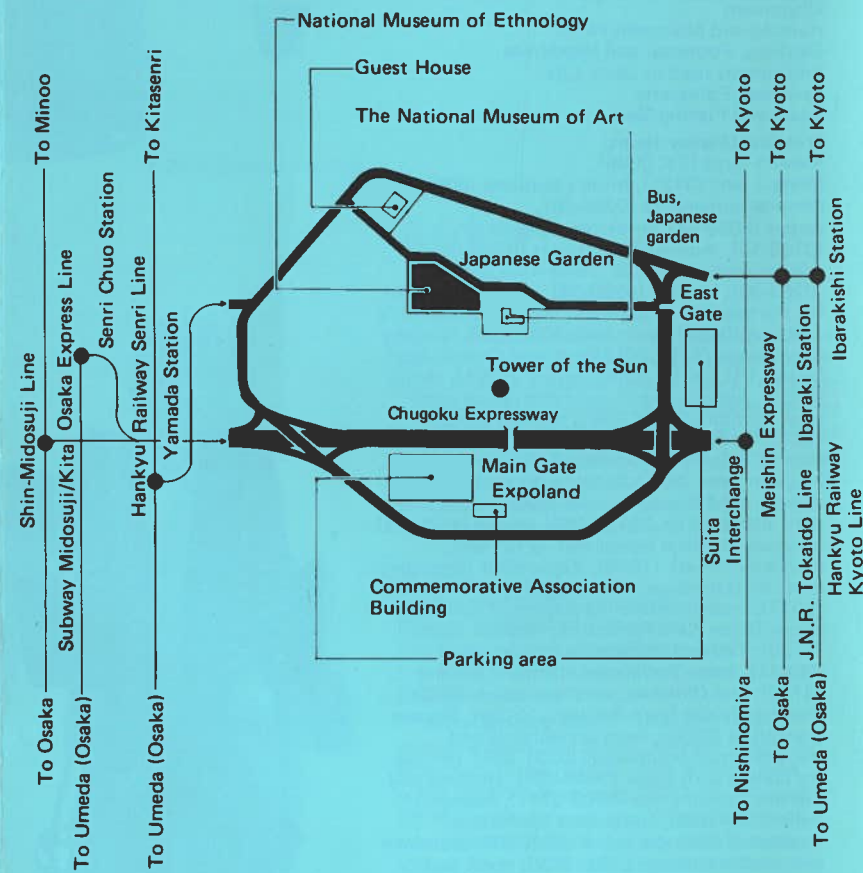 National Museum of Ethnology
Guest House
The National Museum of Art
To Minoo
To Kitasenri
To Kyoto
To Kyoto
To Kyoto
Bus,
Japanese
garden
Japanese Garden
East
Gate
Tower of the Sun
Chugoku Expressway
Main Gate
Expoland
Commemorative Association
Building
Parking area
Shin-Midosuji Line
Subway Midosuji/Kita Osaka Express Line
Senri Chuo Station
Hankyu Railway Senri Line
Yamada Station
Suita
Interchange
Meishin Expressway
J.N.R. Tokaido Line Ibaraki Station
Hankyu Railway
Kyoto Line
Ibarakishi Station
To Osaka
To Umeda (Osaka)
To Umeda (Osaka)
To Nishinomiya
To Osaka
To Umeda (Osaka)